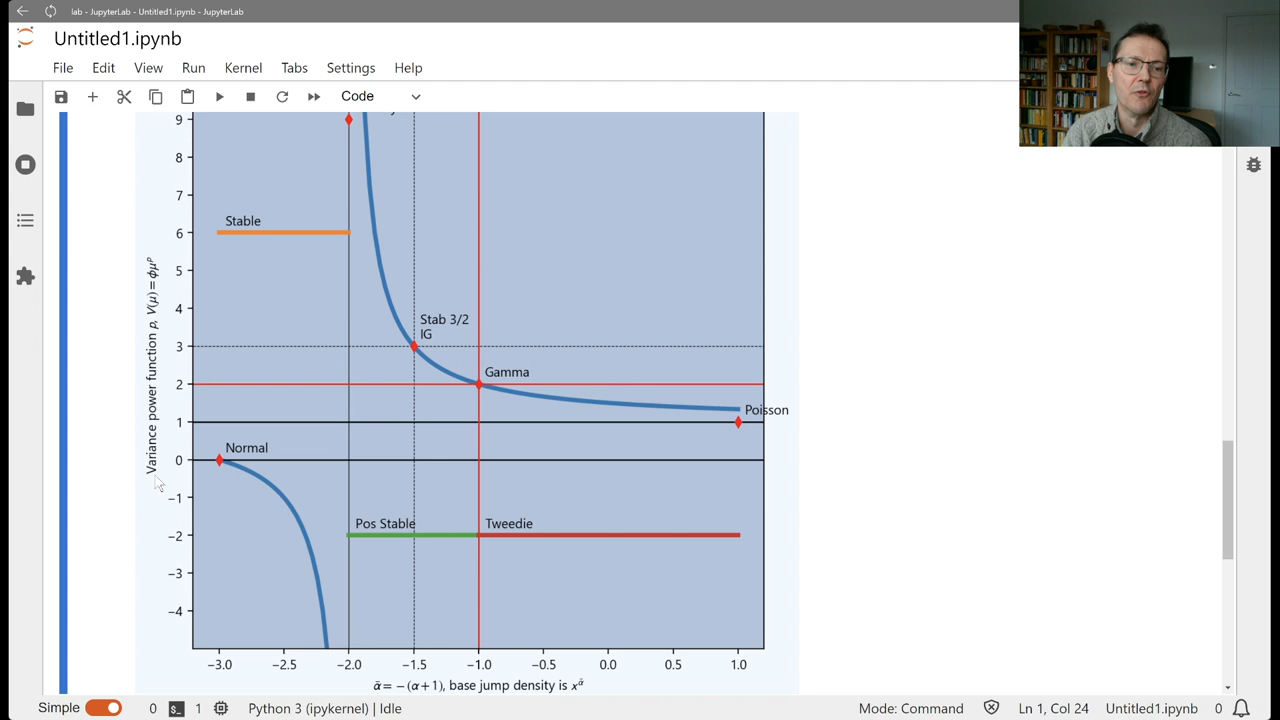 lab - JupyterLab - Untitled1.ipynb - JupyterLab
Untitled1.ipynb
File Edit View Run Kernel Tabs Settings Help
Code
9
8
7
Stable
6
5
4
Stab 3/2
IG
3
Gamma
2
Poisson
1
Normal
0
−1
Pos Stable Tweedie
−2
−3
−4
Variance power function p, V(μ) = ϕμᵖ
−3.0 −2.5 −2.0 −1.5 −1.0 −0.5 0.0 0.5 1.0
α̃ = −(α+1), base jump density is x^α̃
Simple 0 1 Python 3 (ipykernel) | Idle Mode: Command Ln 1, Col 24 Untitled1.ipynb 0